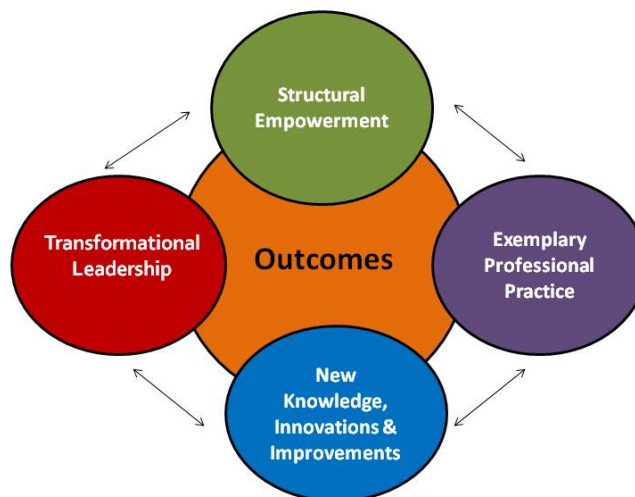 Structural
Empowerment
Transformational
Leadership
Outcomes
Exemplary
Professional
Practice
New
Knowledge,
Innovations &
Improvements